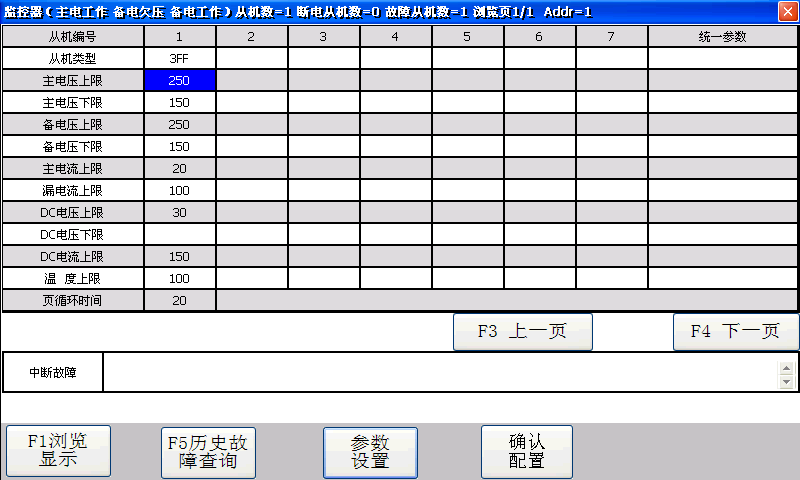 监控器(主电工作 备电欠压 备电工作)从机数=1 断电从机数=0 故障从机数=1 浏览页1/1 Addr=1
从机编号 1 2 3 4 5 6 7 统一参数
从机类型 3FF
主电压上限 250
主电压下限 150
备电压上限 250
备电压下限 150
主电流上限 20
漏电流上限 100
DC电压上限 30
DC电压下限
DC电流上限 150
温 度上限 100
页循环时间 20
F3 上一页 F4 下一页
中断故障
F1浏览
显示
F5历史故
障查询
参数
设置
确认
配置